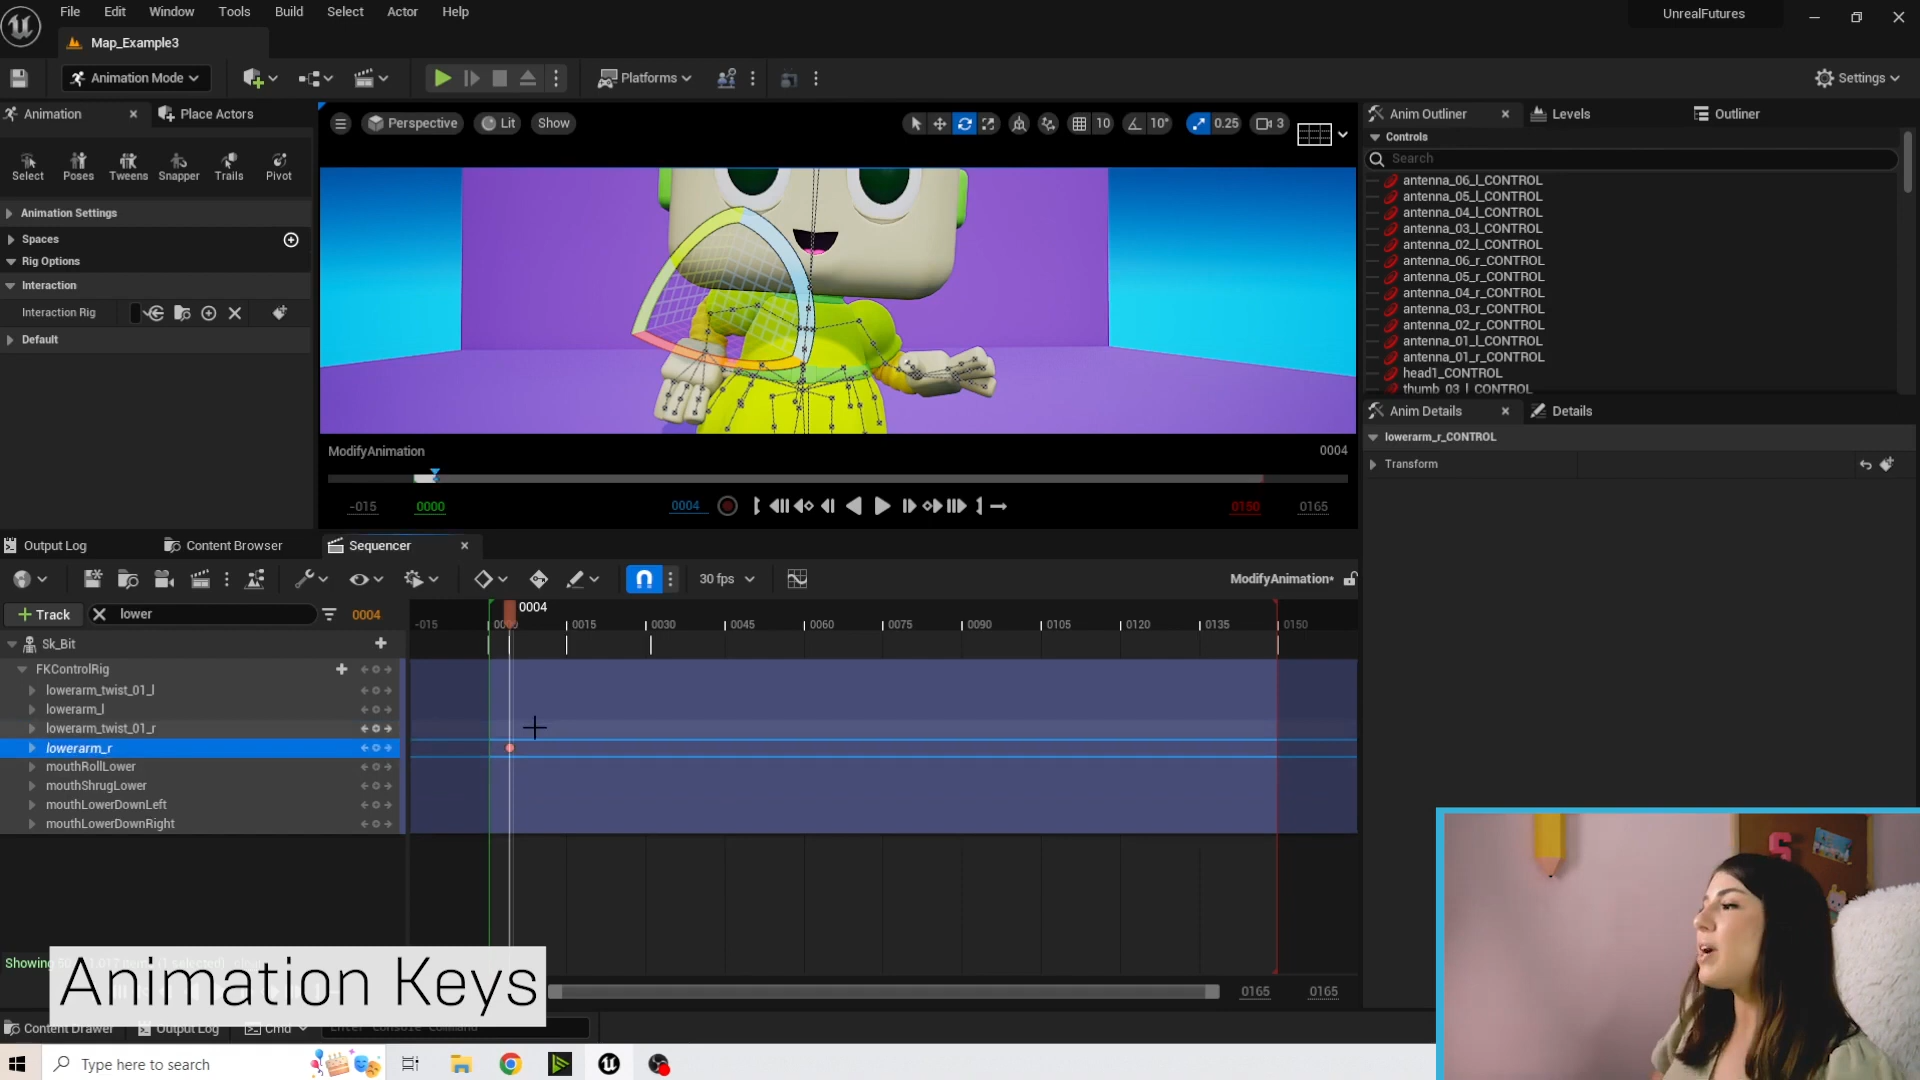 File Edit Window Tools Build Select Actor Help
UnrealFutures
Map_Example3
Animation Mode
Platforms
Settings
Animation
Place Actors
Perspective
Lit
Show
10
10°
0.25
3
Anim Outliner
Levels
Outliner
Controls
Search
Select Poses Tweens Snapper Trails Pivot
antenna_06_l_CONTROL
antenna_05_l_CONTROL
antenna_04_l_CONTROL
antenna_03_l_CONTROL
antenna_02_l_CONTROL
antenna_06_r_CONTROL
antenna_05_r_CONTROL
antenna_04_r_CONTROL
antenna_03_r_CONTROL
antenna_02_r_CONTROL
antenna_01_l_CONTROL
antenna_01_r_CONTROL
head1_CONTROL
thumb_03_l_CONTROL
Animation Settings
Spaces
Rig Options
Interaction
Interaction Rig
Default
Anim Details
Details
lowerarm_r_CONTROL
Transform
ModifyAnimation
0004
-015
0000
0004
0150
0165
Output Log
Content Browser
Sequencer
30 fps
ModifyAnimation*
Track
lower
0004
0004
-015 0000 0015 0030 0045 0060 0075 0090 0105 0120 0135 0150
Sk_Bit
FKControlRig
lowerarm_twist_01_l
lowerarm_l
lowerarm_twist_01_r
lowerarm_r
mouthRollLower
mouthShrugLower
mouthLowerDownLeft
mouthLowerDownRight
Showing
Animation Keys
0165
0165
Content Drawer
Output Log
Cmd
Enter Console Command
Type here to search
S